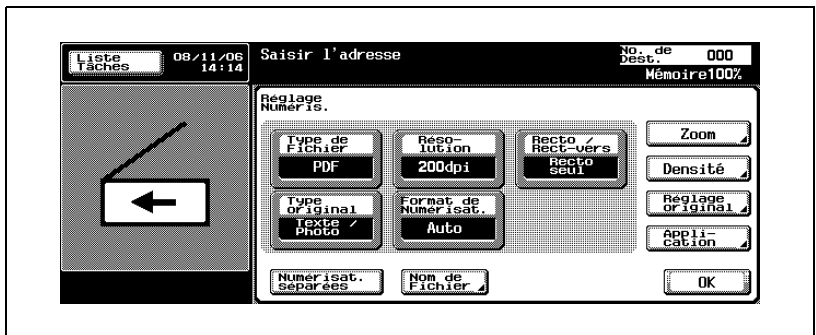 Liste
Tâches
08/11/06
14:14
Saisir l'adresse
No. de
Dest.
000
Mémoire100%
Réglage
Numéris.
Type de
Fichier
PDF
Réso-
lution
200dpi
Recto /
Rect-vers
Recto
seul
Zoom
Densité
Type
original
Texte /
Photo
Format de
Numérisat.
Auto
Réglage
original
Appli-
cation
Numérisat.
séparées
Nom de
Fichier
OK